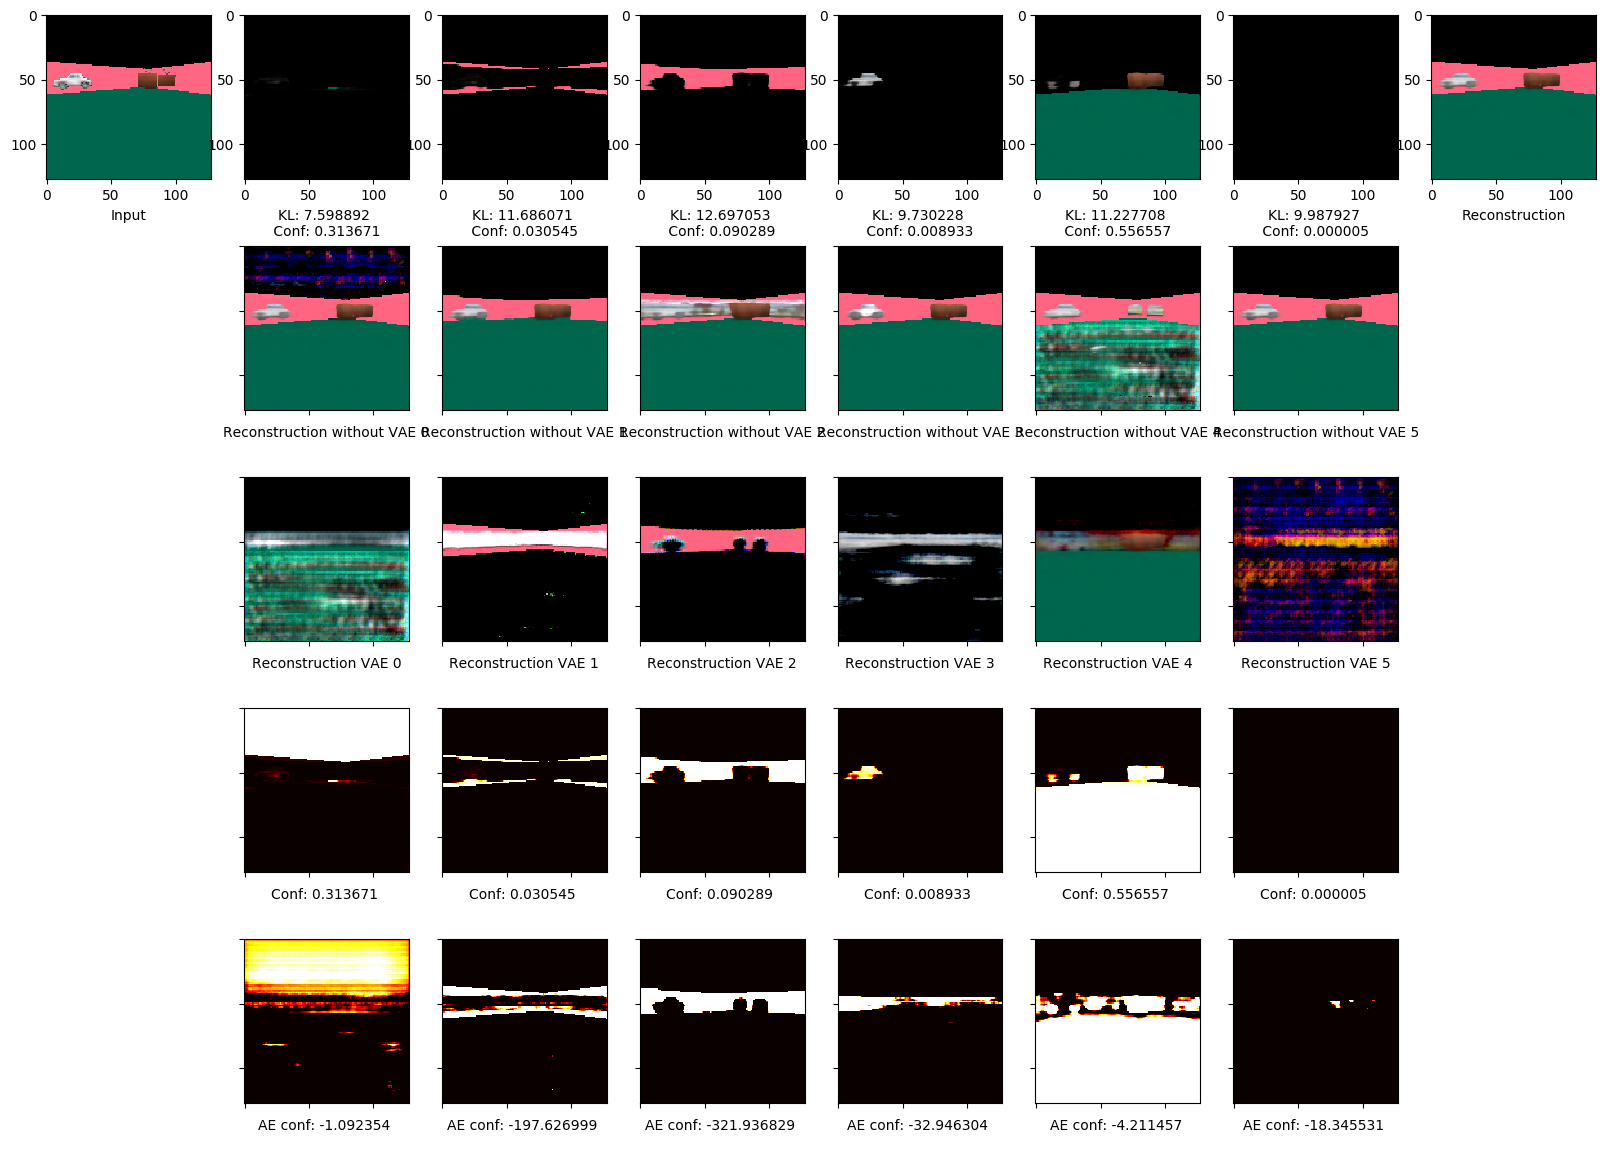 0 0 0 0 0 0 0 0
50 50 50 50 50 50 50 50
100 100 100 100 100 100 100 100
0 50 100 0 50 100 0 50 100 0 50 100 0 50 100 0 50 100 0 50 100 0 50 100
Input KL: 7.598892 KL: 11.686071 KL: 12.697053 KL: 9.730228 KL: 11.227708 KL: 9.987927 Reconstruction
Conf: 0.313671 Conf: 0.030545 Conf: 0.090289 Conf: 0.008933 Conf: 0.556557 Conf: 0.000005
Reconstruction without VAE 0 Reconstruction without VAE 1 Reconstruction without VAE 2 Reconstruction without VAE 3 Reconstruction without VAE 4 Reconstruction without VAE 5
Reconstruction VAE 0 Reconstruction VAE 1 Reconstruction VAE 2 Reconstruction VAE 3 Reconstruction VAE 4 Reconstruction VAE 5
Conf: 0.313671 Conf: 0.030545 Conf: 0.090289 Conf: 0.008933 Conf: 0.556557 Conf: 0.000005
AE conf: -1.092354 AE conf: -197.626999 AE conf: -321.936829 AE conf: -32.946304 AE conf: -4.211457 AE conf: -18.345531